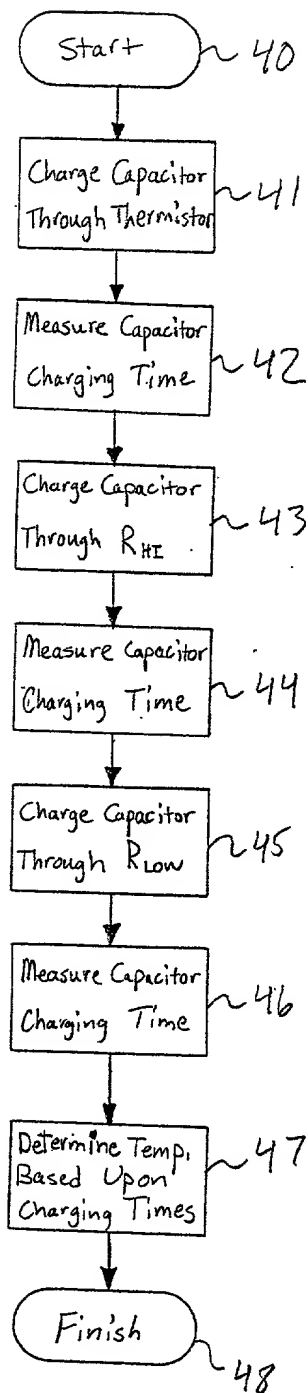 Start
40
Charge Capacitor
Through Thermistor
41
Measure Capacitor
Charging Time
42
Charge Capacitor
Through R_HI
43
Measure Capacitor
Charging Time
44
Charge Capacitor
Through R_LOW
45
Measure Capacitor
Charging Time
46
Determine Temp.
Based Upon
Charging Times
47
Finish
48